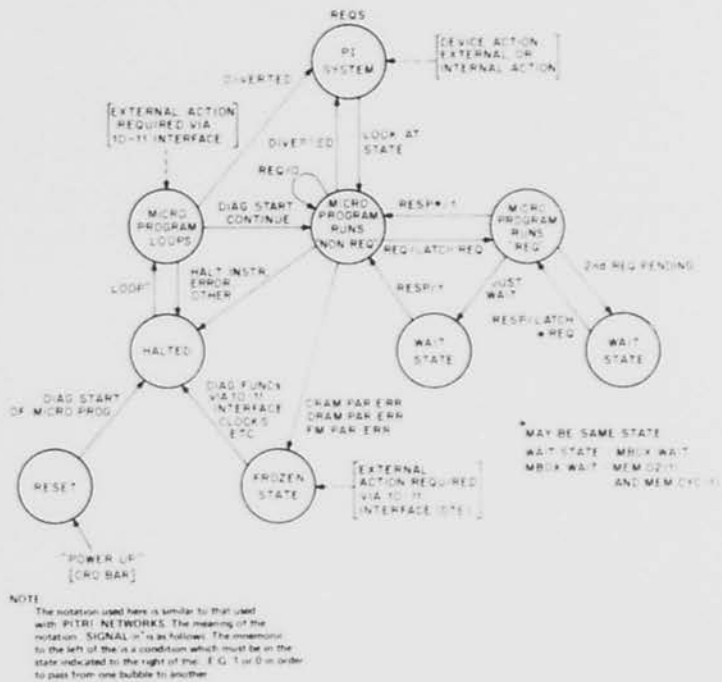 REQS
PI
SYSTEM
[DEVICE ACTION
EXTERNAL OR
INTERNAL ACTION]
DIVERTED
[EXTERNAL ACTION
REQUIRED VIA
10-11 INTERFACE]
DIVERTED
LOOK AT
STATE
REQ/0
MICRO
PROGRAM
LOOPS
DIAG START
CONTINUE
MICRO
PROGRAM
RUNS
"NON REQ"
RESP*/1
REQ/LATCH REQ
MICRO
PROGRAM
RUNS
"REQ"
2nd REQ PENDING
LOOP
HALT INSTR.
ERROR
OTHER
RESP/1
JUST
WAIT
RESP/LATCH
* REQ
HALTED
WAIT
STATE
WAIT
STATE
DIAG START
OF MICRO PROG
DIAG FUNCs
VIA 10-11
INTERFACE
CLOCKS
ETC
CRAM PAR ERR
DRAM PAR ERR
FM PAR ERR
*
MAY BE SAME STATE
WAIT STATE MBOX WAIT
MBOX WAIT MEM 02(1)
AND MEM CYC(1)
RESET
FROZEN
STATE
[EXTERNAL
ACTION REQUIRED
VIA 10-11
INTERFACE (DTE)]
"POWER UP"
[CRO BAR]
NOTE
The notation used here is similar to that used
with PITRI NETWORKS. The meaning of the
notation SIGNAL is as follows. The mnemonic
to the left of the is a condition which must be in the
state indicated to the right of the E.G. 1 or 0 in order
to pass from one bubble to another